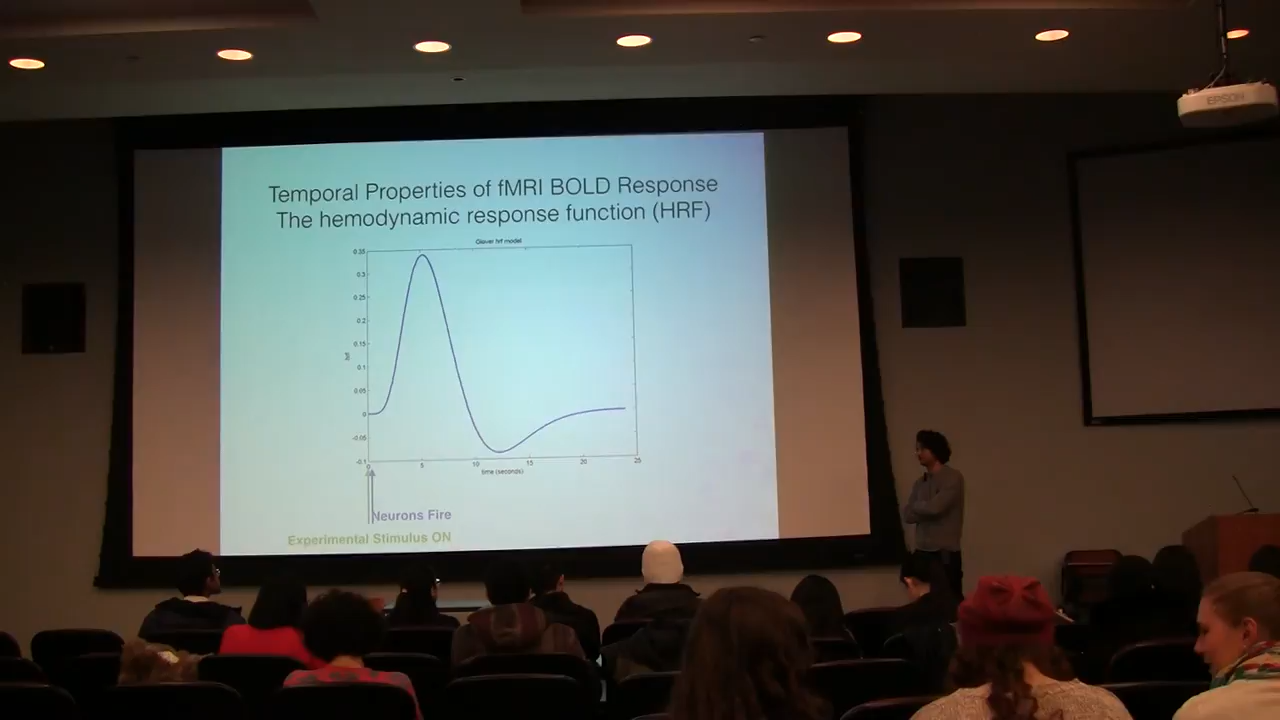 EPSON
Temporal Properties of fMRI BOLD Response
The hemodynamic response function (HRF)
Glover hrf model
0.35
0.3
0.25
0.2
0.15
0.1
0.05
0
-0.05
-0.1
hrf
0 5 10 15 20 25
time (seconds)
Neurons Fire
Experimental Stimulus ON